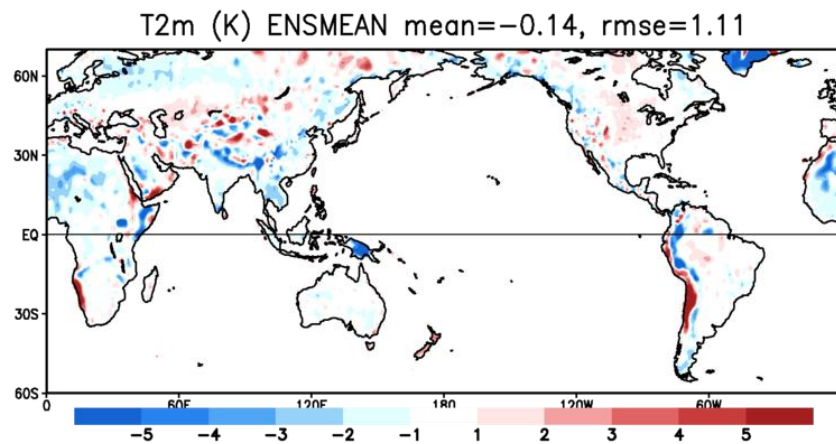 T2m (K) ENSMEAN mean=−0.14, rmse=1.11
60N
30N
EQ
30S
60S
0 60E 120E 180 120W 60W 0
−5 −4 −3 −2 −1 1 2 3 4 5